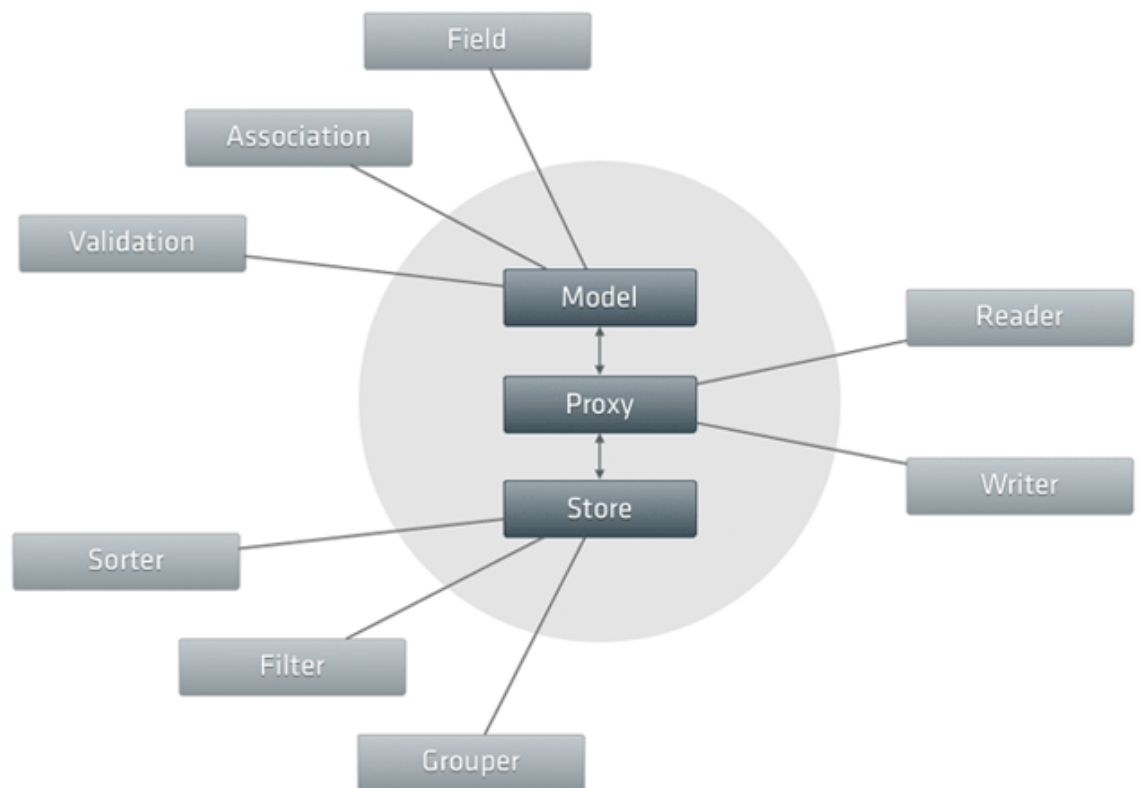 Field
Association
Validation
Model
Reader
Proxy
Writer
Store
Sorter
Filter
Grouper